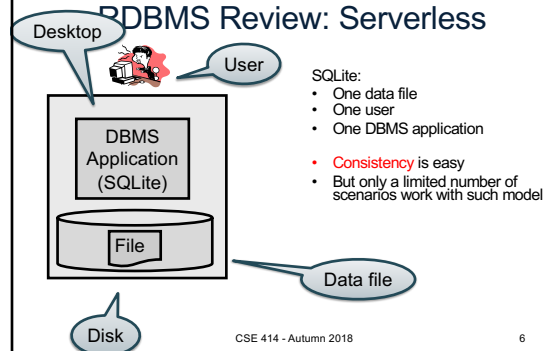 RDBMS Review: Serverless
Desktop
User
SQLite:
• One data file
• One user
• One DBMS application
• Consistency is easy
• But only a limited number of
scenarios work with such model
DBMS
Application
(SQLite)
File
Data file
Disk
CSE 414 - Autumn 2018
6